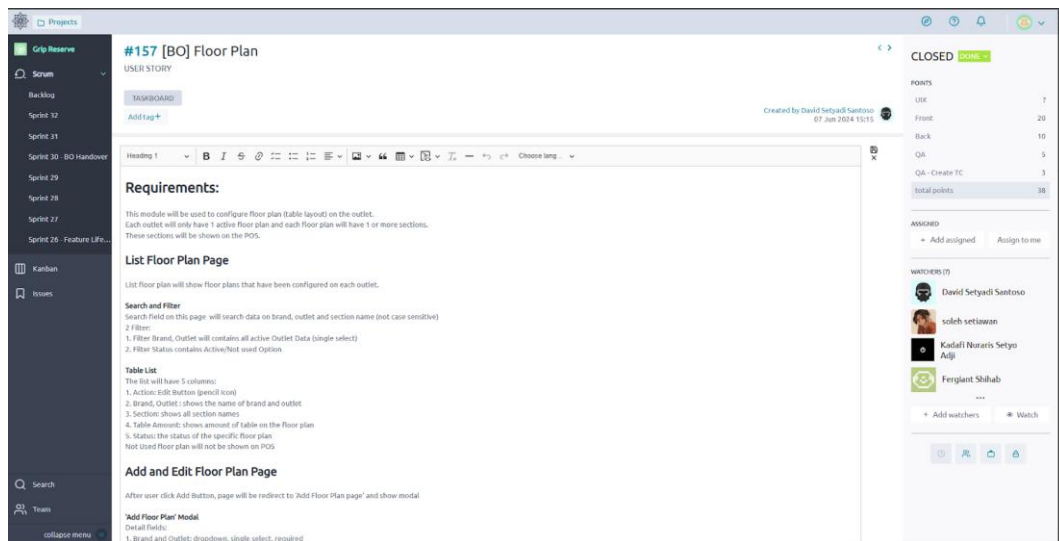 Projects
Grip Reserve
Scrum
Backlog
Sprint 32
Sprint 31
Sprint 30 - BO Handover
Sprint 29
Sprint 28
Sprint 27
Sprint 26 - Feature Life...
Kanban
Issues
Search
Team
collapse menu
#157 [BO] Floor Plan
USER STORY
TASKBOARD
Add tag +
Created by David Setyadi Santoso
07 Jun 2024 15:15
Heading 1
Choose lang...
Requirements:
This module will be used to configure floor plan (table layout) on the outlet.
Each outlet will only have 1 active floor plan and each floor plan will have 1 or more sections.
These sections will be shown on the POS.
List Floor Plan Page
List floor plan will show floor plans that have been configured on each outlet.
Search and Filter
Search field on this page will search data on brand, outlet and section name (not case sensitive)
2 Filter:
1. Filter Brand, Outlet will contains all active Outlet Data (single select)
2. Filter Status contains Active/Not used Option
Table List
The list will have 5 columns:
1. Action: Edit Button (pencil icon)
2. Brand, Outlet : shows the name of brand and outlet
3. Section: shows all section names
4. Table Amount: shows amount of table on the floor plan
5. Status: the status of the specific floor plan
Not Used floor plan will not be shown on POS
Add and Edit Floor Plan Page
After user click Add Button, page will be redirect to 'Add Floor Plan page' and show modal
'Add Floor Plan' Modal
Detail fields:
1. Brand and Outlet: dropdown, single select, required
CLOSED DONE
POINTS
UIX ?
Front 20
Back 10
QA 5
QA - Create TC 3
total points 38
ASSIGNED
+ Add assigned Assign to me
WATCHERS (7)
David Setyadi Santoso
soleh setiawan
Kadafi Nuraris Setyo
Adji
Fergiant Shihab
...
+ Add watchers Watch